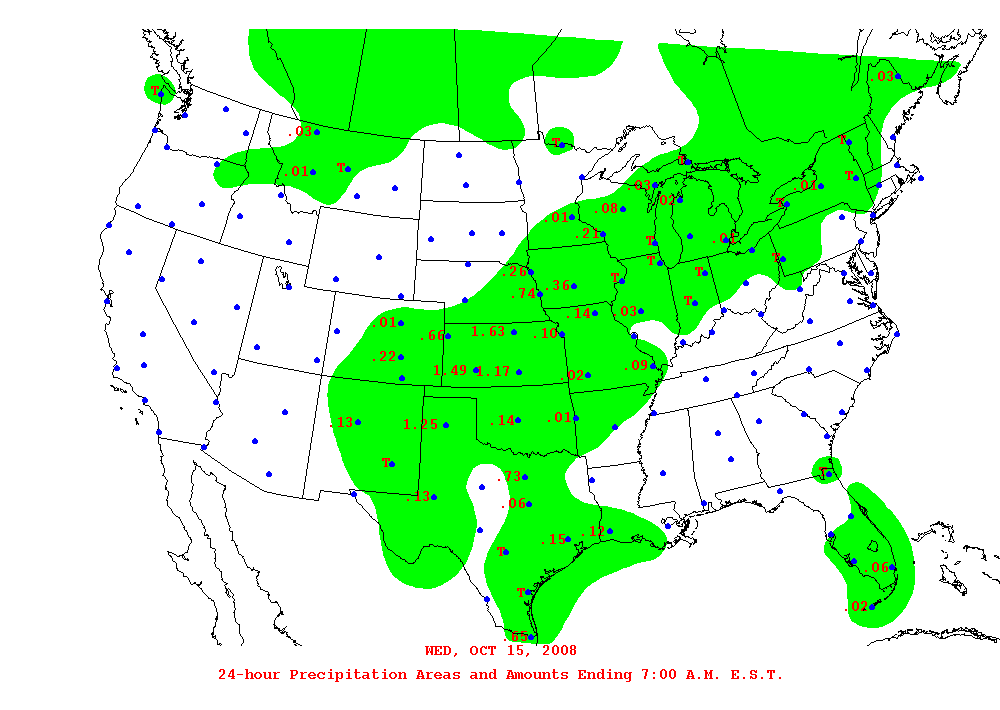 .03
T
.03
T
T
.01
T
T
.03
.01
T
.02
.08
.01
T
.21
T
.01
T
T
.26
T
T
.36
.74
T
.03
.14
.01
1.63
.10
.66
.22
.09
1.49
1.17
.02
.01
.14
.13
1.25
T
T
.73
.13
.06
.12
.15
T
.06
T
.02
.65
WED, OCT 15, 2008
24-hour Precipitation Areas and Amounts Ending 7:00 A.M. E.S.T.